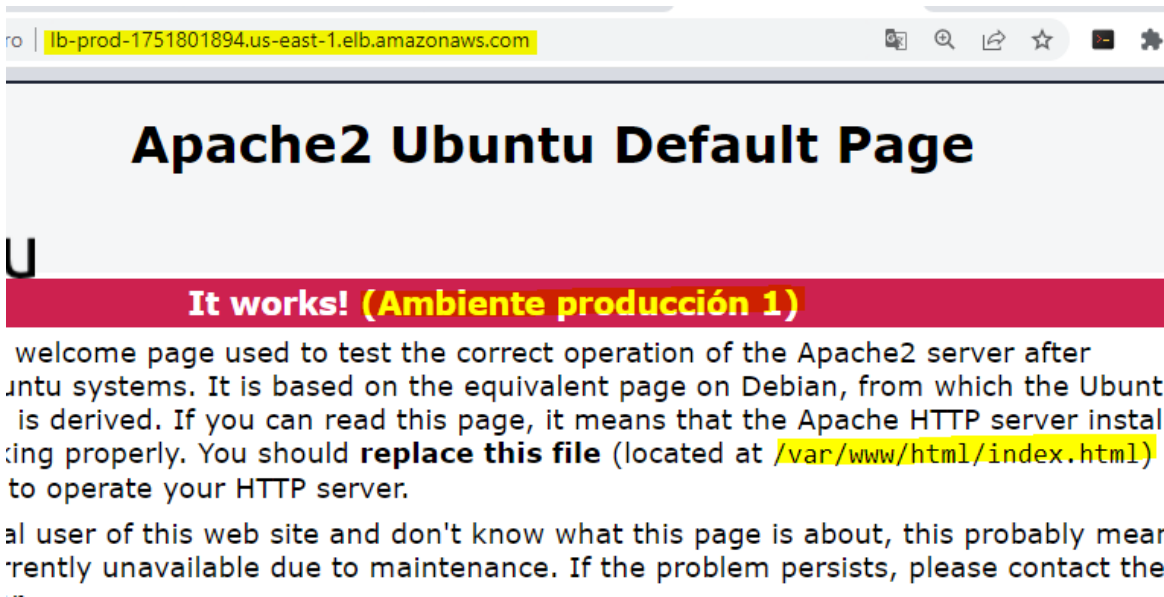 ro | lb-prod-1751801894.us-east-1.elb.amazonaws.com
Apache2 Ubuntu Default Page
u
It works! (Ambiente producción 1)
welcome page used to test the correct operation of the Apache2 server after
untu systems. It is based on the equivalent page on Debian, from which the Ubunt
is derived. If you can read this page, it means that the Apache HTTP server instal
king properly. You should replace this file (located at /var/www/html/index.html)
to operate your HTTP server.
al user of this web site and don't know what this page is about, this probably mear
rrently unavailable due to maintenance. If the problem persists, please contact the